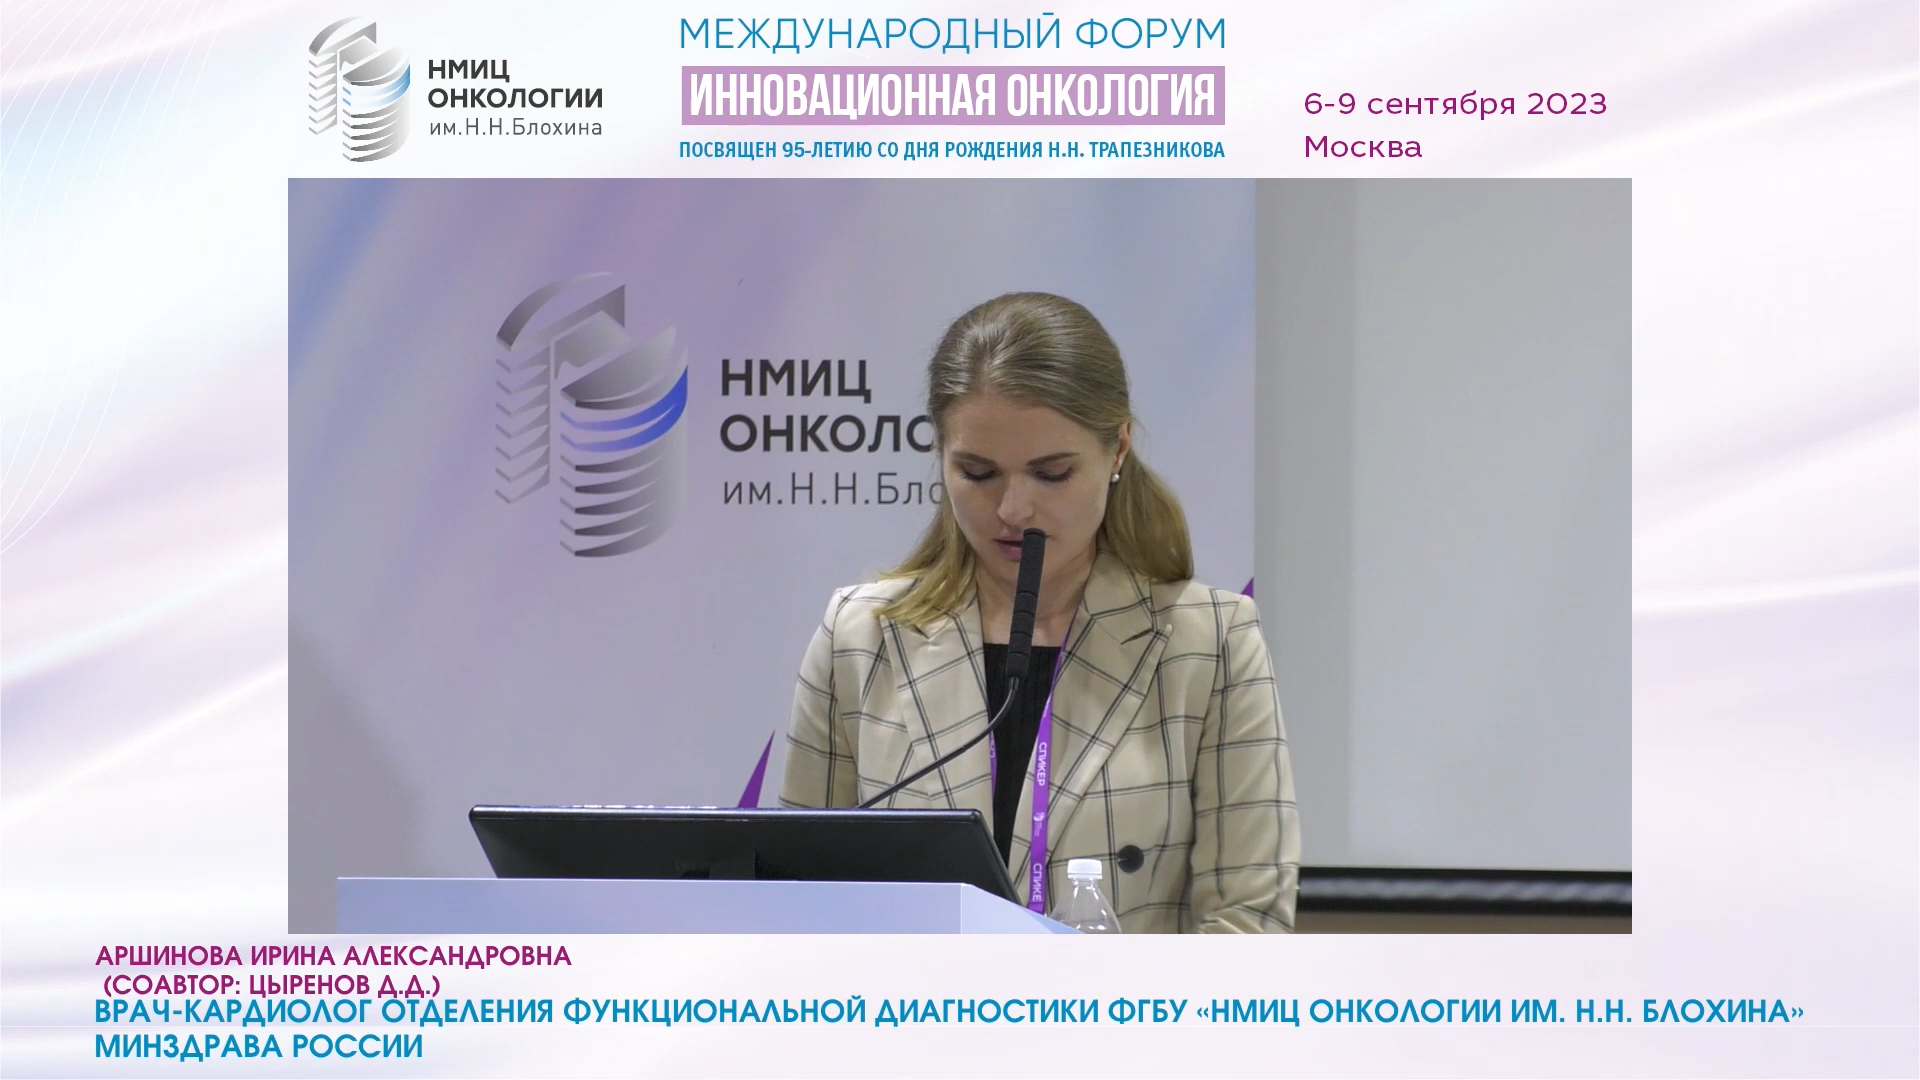 НМИЦ
ОНКОЛОГИИ
им.Н.Н.Блохина
МЕЖДУНАРОДНЫЙ ФОРУМ
ИННОВАЦИОННАЯ ОНКОЛОГИЯ
ПОСВЯЩЕН 95-ЛЕТИЮ СО ДНЯ РОЖДЕНИЯ Н.Н. ТРАПЕЗНИКОВА
6-9 сентября 2023
Москва
НМИЦ
ОНКОЛО
им.Н.Н.Бло
СПИКЕР
СПИКЕ
АРШИНОВА ИРИНА АЛЕКСАНДРОВНА
(СОАВТОР: ЦЫРЕНОВ Д.Д.)
ВРАЧ-КАРДИОЛОГ ОТДЕЛЕНИЯ ФУНКЦИОНАЛЬНОЙ ДИАГНОСТИКИ ФГБУ «НМИЦ ОНКОЛОГИИ ИМ. Н.Н. БЛОХИНА»
МИНЗДРАВА РОССИИ